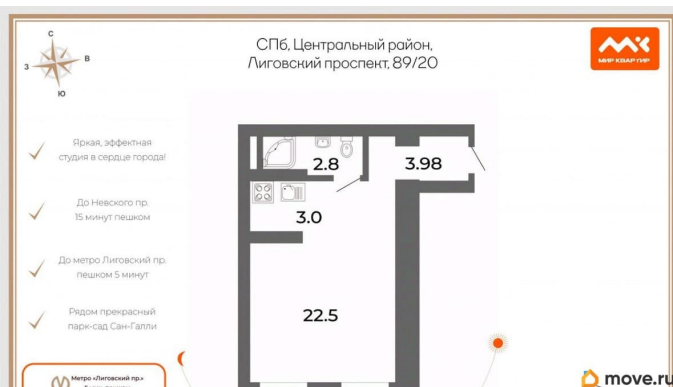 С
З
В
Ю
СПб, Центральный район,
Лиговский проспект, 89/20
МИР КВАРТИР
Яркая, эффектная
студия в сердце города!
До Невского пр.
15 минут пешком
До метро Лиговский пр.
пешком 5 минут
Рядом прекрасный
парк-сад Сан-Галли
Метро «Лиговский пр.»
2.8
3.98
3.0
22.5
move.ru